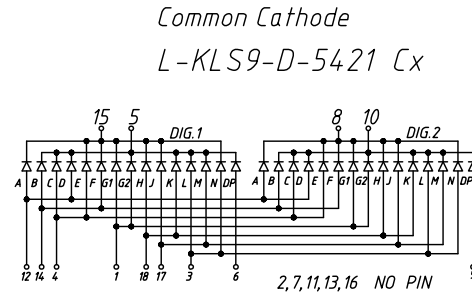 Common Cathode
L-KLS9-D-5421 Cx
15 5 8 10
DIG.1 DIG.2
A B C D E F G1 G2 H J K L M N DP A B C D E F G1 G2 H J K L M N
12 14 4 1 18 17 3 6
2,7,11,13,16 NO PIN